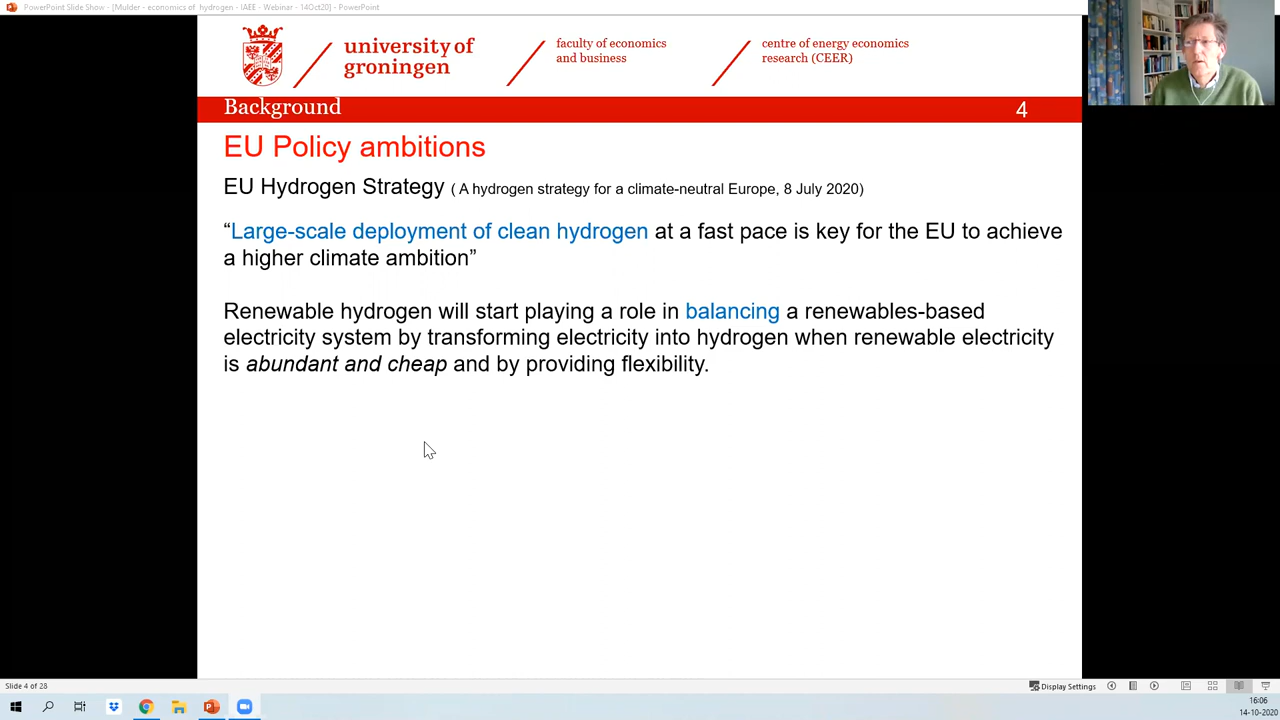 PowerPoint Slide Show - [Mulder - economics of hydrogen - IAEE - Webinar - 14Oct20] - PowerPoint
university of
groningen
faculty of economics
and business
centre of energy economics
research (CEER)
Background
4
EU Policy ambitions
EU Hydrogen Strategy ( A hydrogen strategy for a climate-neutral Europe, 8 July 2020)
“Large-scale deployment of clean hydrogen at a fast pace is key for the EU to achieve
a higher climate ambition”
Renewable hydrogen will start playing a role in balancing a renewables-based
electricity system by transforming electricity into hydrogen when renewable electricity
is abundant and cheap and by providing flexibility.
Slide 4 of 28
Display Settings
16:06
14-10-2020